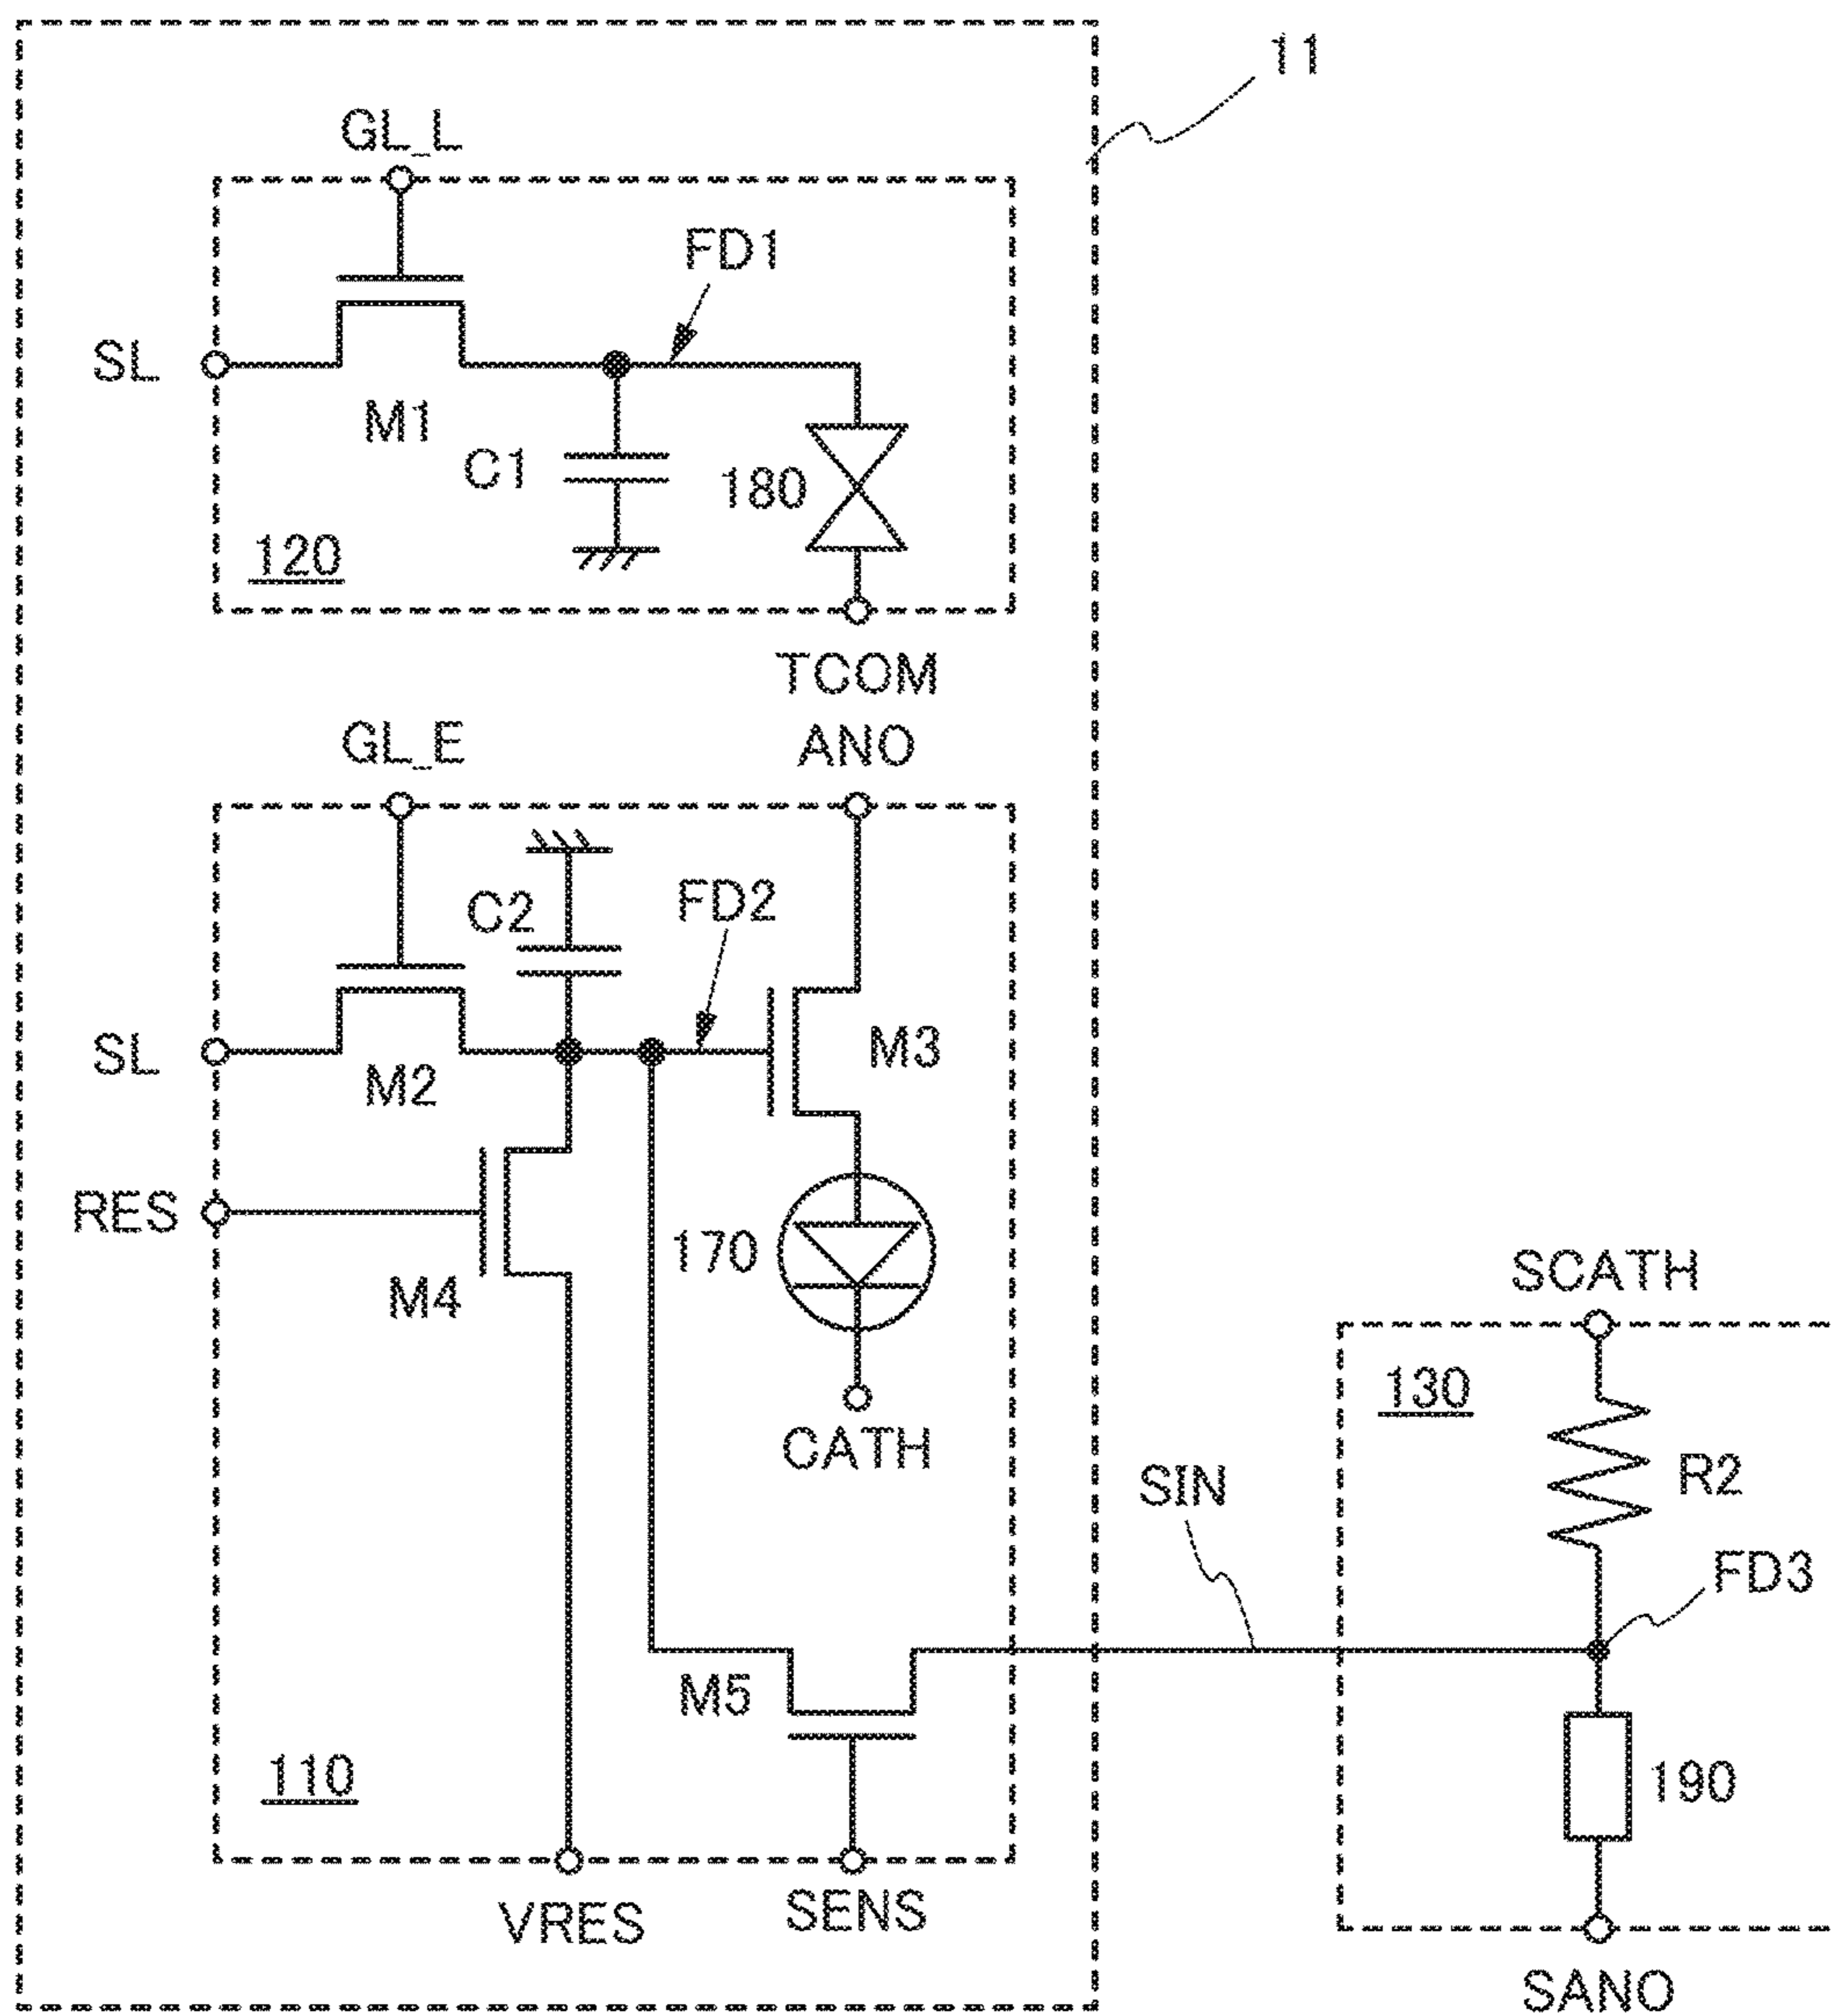 11
GL_L
FD1
SL
M1
C1
180
120
TCOM
GL_E
ANO
C2
FD2
SL
M2
M3
RES
M4
170
CATH
SCATH
130
R2
SIN
FD3
M5
110
190
VRES
SENS
SANO